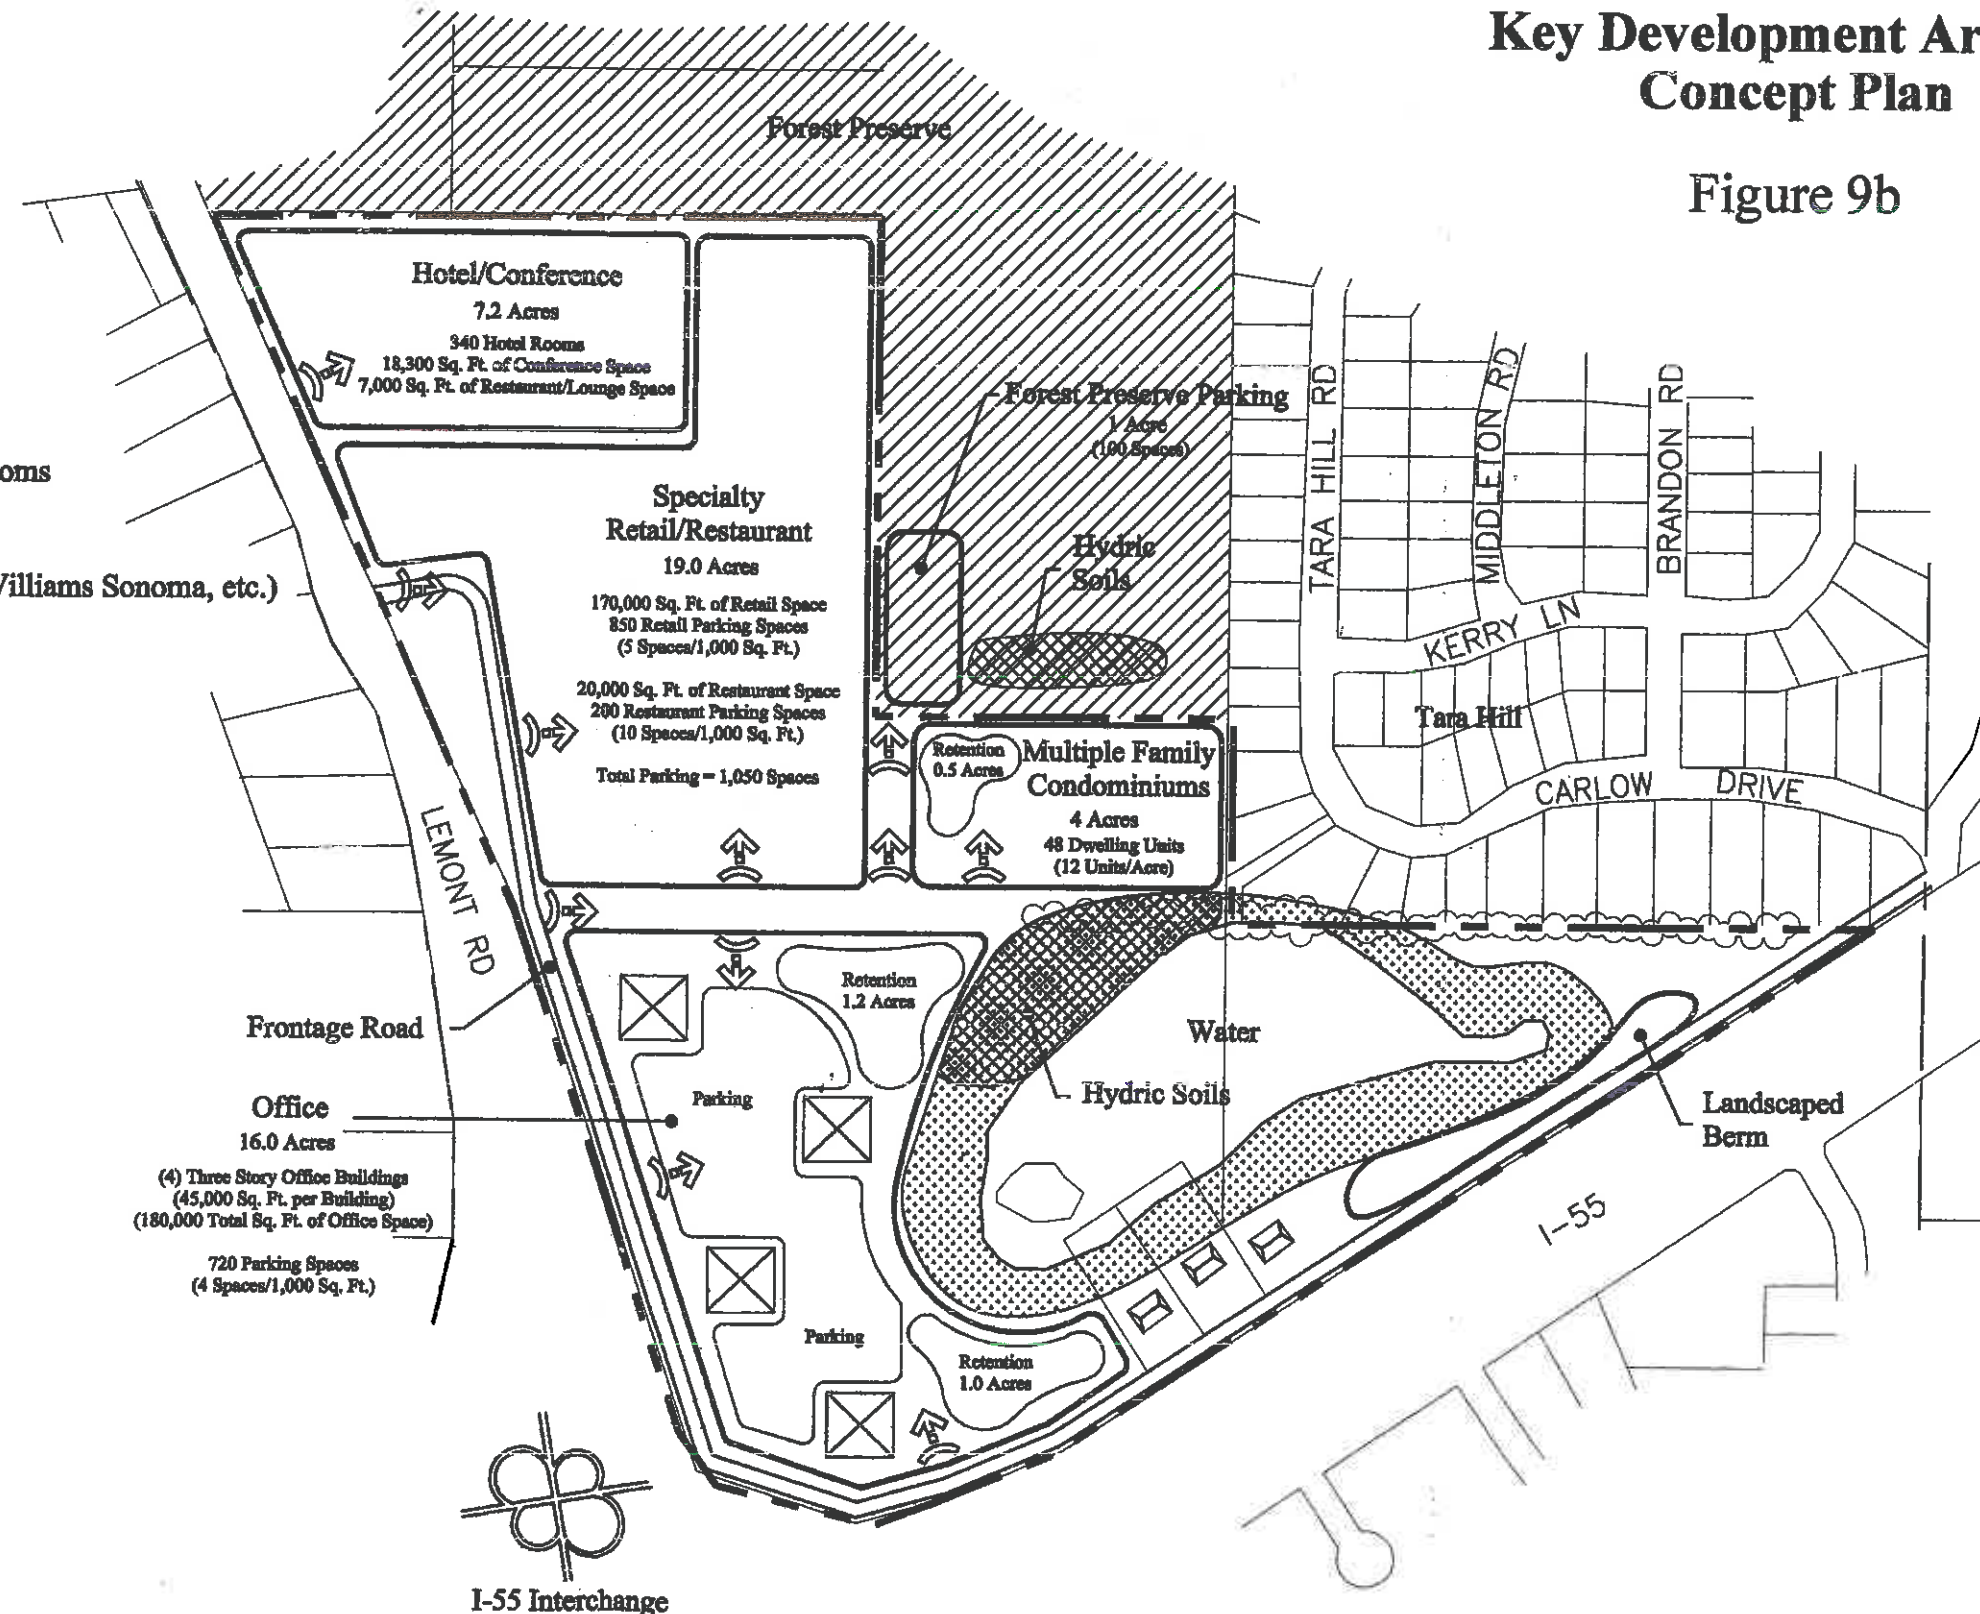 Key Development Ar
Concept Plan
Figure 9b
Forest Preserve
Hotel/Conference
7.2 Acres
340 Hotel Rooms
18,300 Sq. Ft. of Conference Space
7,000 Sq. Ft. of Restaurant/Lounge Space
Forest Preserve Parking
1 Acre
(100 Spaces)
oms
Specialty
Retail/Restaurant
19.0 Acres
170,000 Sq. Ft. of Retail Space
850 Retail Parking Spaces
(5 Spaces/1,000 Sq. Ft.)
20,000 Sq. Ft. of Restaurant Space
200 Restaurant Parking Spaces
(10 Spaces/1,000 Sq. Ft.)
Total Parking = 1,050 Spaces
Hydric
Soils
Williams Sonoma, etc.)
TARA HILL RD
MIDDLETON RD
BRANDON RD
KERRY LN
Tara Hill
CARLOW DRIVE
Retention
0.5 Acres
Multiple Family
Condominiums
4 Acres
48 Dwelling Units
(12 Units/Acre)
LEMONT RD
Retention
1.2 Acres
Frontage Road
Water
Parking
Hydric Soils
Landscaped
Berm
Office
16.0 Acres
(4) Three Story Office Buildings
(45,000 Sq. Ft. per Building)
(180,000 Total Sq. Ft. of Office Space)
720 Parking Spaces
(4 Spaces/1,000 Sq. Ft.)
I-55
Parking
Retention
1.0 Acres
I-55 Interchange